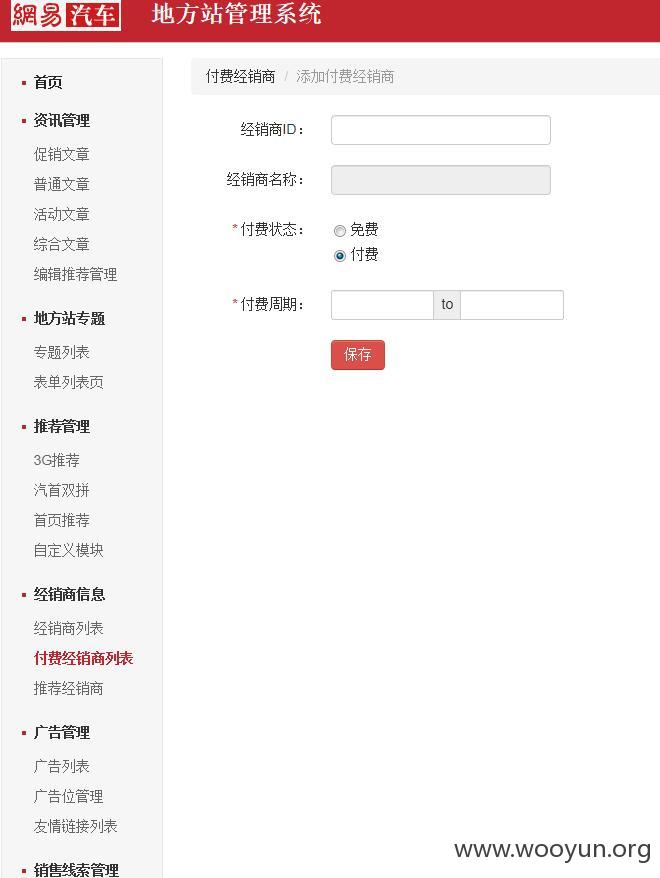 網易 汽车 地方站管理系统
首页
资讯管理
促销文章
普通文章
活动文章
综合文章
编辑推荐管理
地方站专题
专题列表
表单列表页
推荐管理
3G推荐
汽首双拼
首页推荐
自定义模块
经销商信息
经销商列表
付费经销商列表
推荐经销商
广告管理
广告列表
广告位管理
友情链接列表
销售线索管理
付费经销商 / 添加付费经销商
经销商ID：
经销商名称：
*付费状态： 免费
付费
*付费周期： to
保存
www.wooyun.org